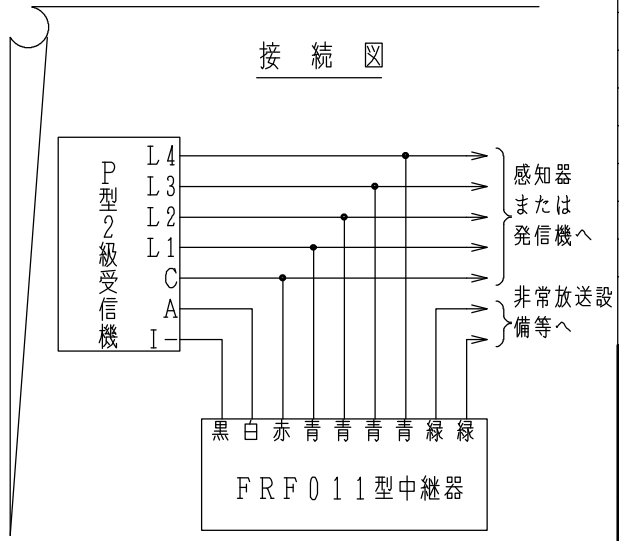 接続図
P型2級受信機
L4
L3
L2
L1
C
A
I-
感知器
または
発信機へ
非常放送設
備等へ
黒 白 赤 青 青 青 青 緑 緑
FRF011型中継器